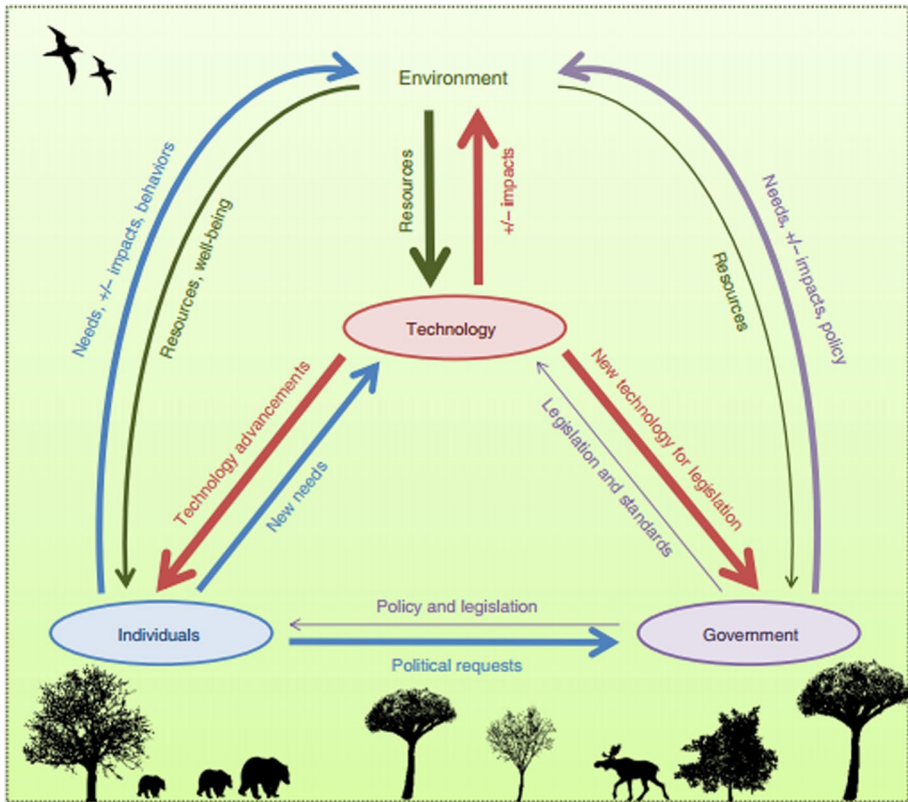 Environment
Needs, +/– impacts, behaviors
Resources, well-being
Resources
+/– impacts
Resources
Needs, +/– impacts, policy
Technology
Technology advancements
New needs
New technology for legislation
Legislation and standards
Policy and legislation
Individuals
Government
Political requests